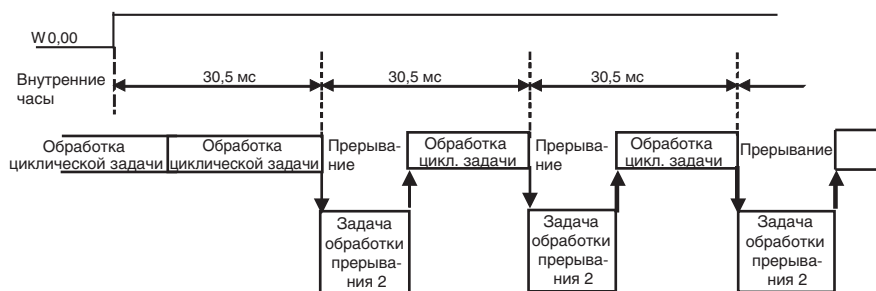 W 0,00
Внутренние
часы
30,5 мс
30,5 мс
30,5 мс
Обработка
циклической задачи
Обработка
циклической задачи
Прерыва-
ние
Обработка
цикл. задачи
Прерыва-
ние
Обработка
цикл. задачи
Прерывание
Задача
обработки
прерыва-
ния 2
Задача
обработки
прерыва-
ния 2
Задача
обработки
прерыва-
ния 2